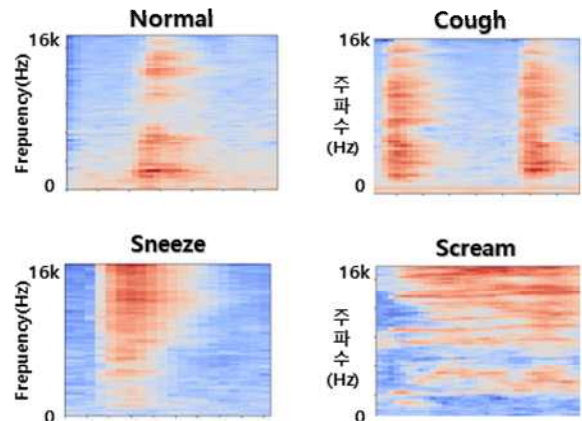 Normal
16k
Frepuency(Hz)
0
Cough
16k
주
파
수
(Hz)
0
Sneeze
16k
Frepuency(Hz)
0
Scream
16k
주
파
수
(Hz)
0